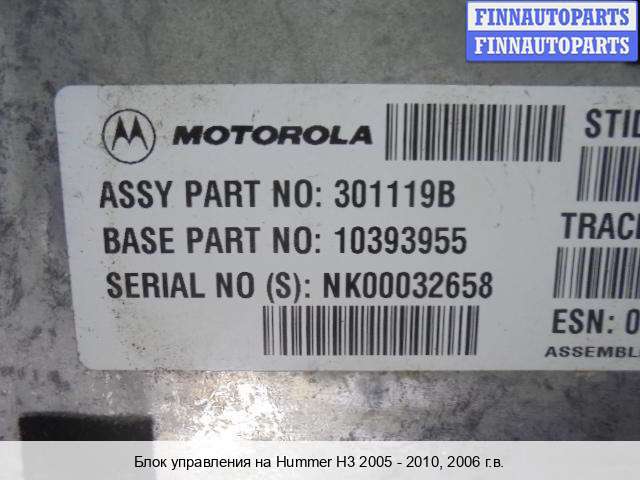 FINNAUTOPARTS
FINNAUTOPARTS
MOTOROLA
ASSY PART NO: 301119B
BASE PART NO: 10393955
SERIAL NO (S): NK00032658
STID
TRAC
ESN: 0
ASSEMBL
Блок управления на Hummer H3 2005 - 2010, 2006 г.в.